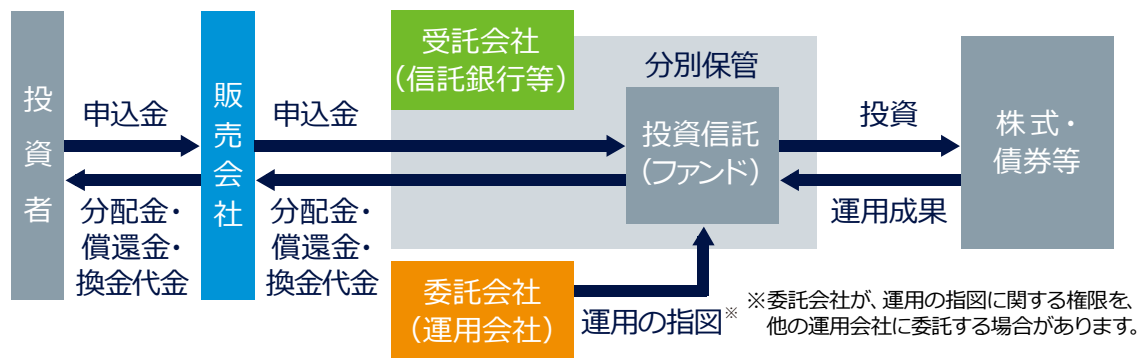 投資者
申込金
分配金・
償還金・
換金代金
販売会社
申込金
分配金・
償還金・
換金代金
受託会社
（信託銀行等）
分別保管
投資信託
（ファンド）
委託会社
（運用会社）
運用の指図※
投資
運用成果
株式・
債券等
※委託会社が、運用の指図に関する権限を、
他の運用会社に委託する場合があります。